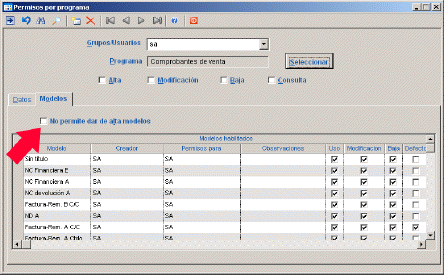 Permisos por programa
Grupos/Usuarios sa
Programa Comprobantes de venta Seleccionar
Alta Modificación Baja Consulta
Datos Modelos
No permite dar de alta modelos
Modelos habilitados
Modelo Creador Permisos para Observaciones Uso Modificacion Baja Defecto
Sin título SA SA
NC Financiera E SA SA
NC Financiera A SA SA
NC devolución A SA SA
Factura-Rem. B C/C SA SA
ND A SA SA
Factura-Rem. A C/C SA SA
Factura-Rem. A Ctdo SA SA